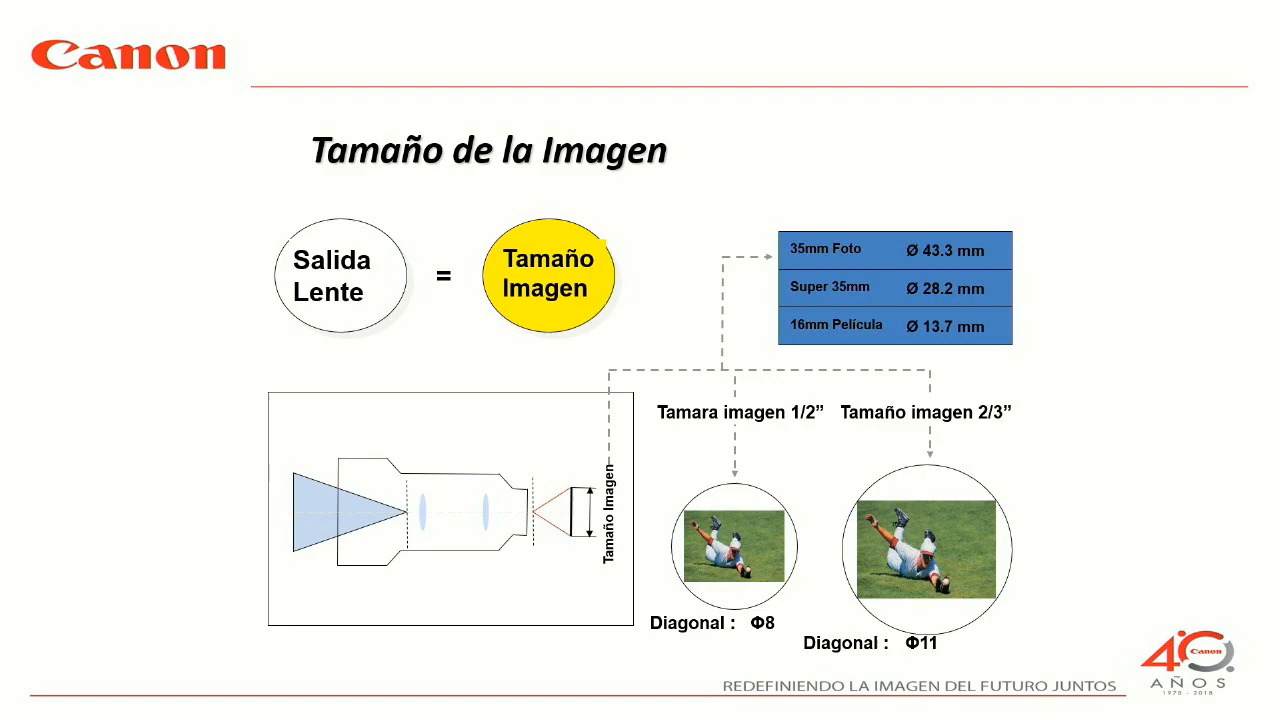 Canon
Tamaño de la Imagen
Salida
Lente
=
Tamaño
Imagen
35mm Foto Ø 43.3 mm
Super 35mm Ø 28.2 mm
16mm Película Ø 13.7 mm
Tamara imagen 1/2” Tamaño imagen 2/3”
Tamaño Imagen
Diagonal : Φ8
Diagonal : Φ11
REDEFINIENDO LA IMAGEN DEL FUTURO JUNTOS
40
Canon
AÑOS
1978 - 2018